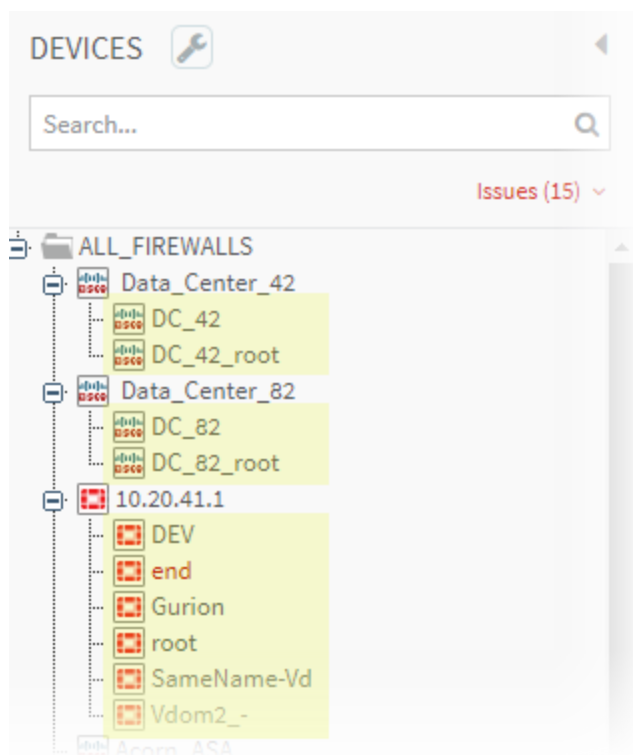 DEVICES
Search...
Issues (15)
ALL_FIREWALLS
Data_Center_42
DC_42
DC_42_root
Data_Center_82
DC_82
DC_82_root
10.20.41.1
DEV
end
Gurion
root
SameName-Vd
Vdom2_-
Acorn_ASA